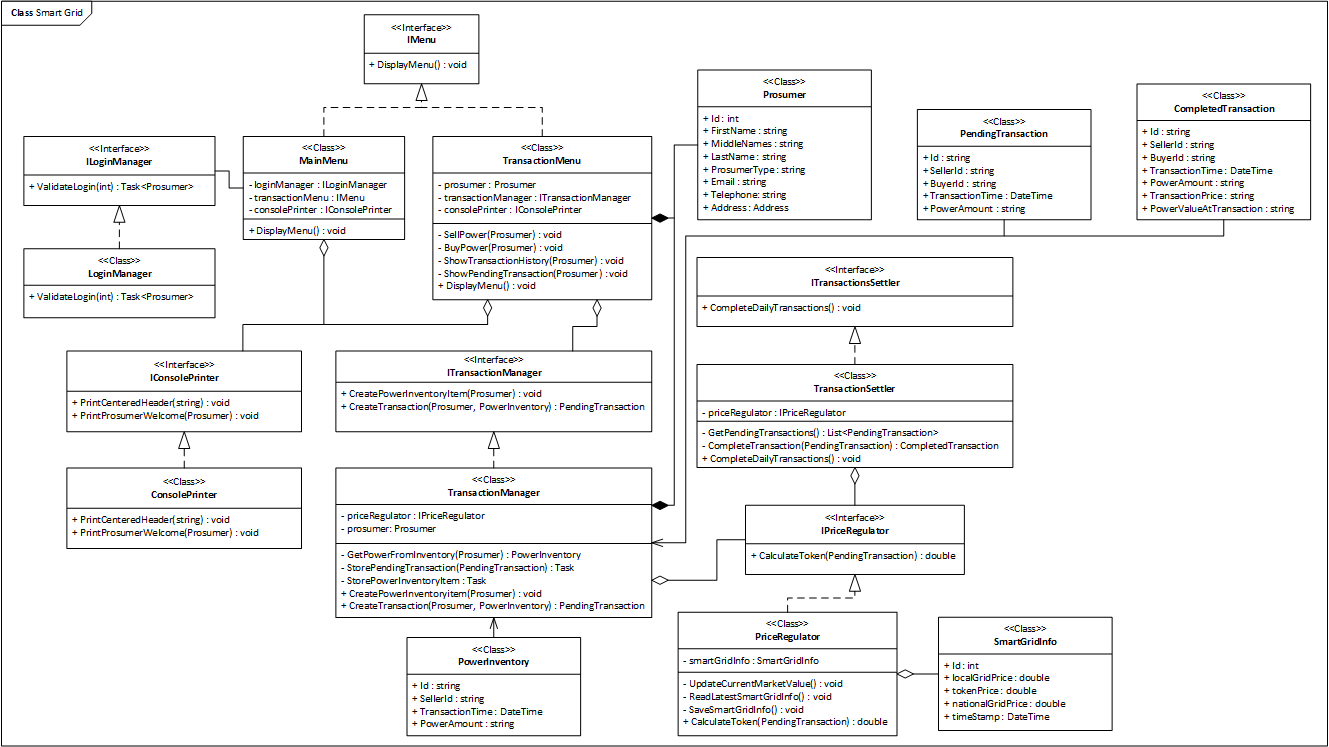 Class Smart Grid
<<Interface>>
IMenu
+ DisplayMenu() : void
<<Interface>>
ILoginManager
+ ValidateLogin(int) : Task<Prosumer>
<<Class>>
LoginManager
+ ValidateLogin(int) : Task<Prosumer>
<<Class>>
MainMenu
- loginManager : ILoginManager
- transactionMenu : IMenu
- consolePrinter : IConsolePrinter
+ DisplayMenu() : void
<<Class>>
TransactionMenu
- prosumer : Prosumer
- transactionManager : ITransactionManager
- consolePrinter : IConsolePrinter
- SellPower(Prosumer) : void
- BuyPower(Prosumer) : void
- ShowTransactionHistory(Prosumer) : void
- ShowPendingTransaction(Prosumer) : void
+ DisplayMenu() : void
<<Class>>
Prosumer
+ Id : int
+ FirstName : string
+ MiddleNames : string
+ LastName : string
+ ProsumerType : string
+ Email : string
+ Telephone: string
+ Address : Address
<<Class>>
PendingTransaction
+ Id : string
+ SellerId : string
+ BuyerId : string
+ TransactionTime : DateTime
+ PowerAmount : string
<<Class>>
CompletedTransaction
+ Id : string
+ SellerId : string
+ BuyerId : string
+ TransactionTime : DateTime
+ PowerAmount : string
+ TransactionPrice : string
+ PowerValueAtTransaction : string
<<Interface>>
ITransactionsSettler
+ CompleteDailyTransactions() : void
<<Class>>
TransactionSettler
- priceRegulator : IPriceRegulator
- GetPendingTransactions() : List<PendingTransaction>
- CompleteTransaction(PendingTransaction) : CompletedTransaction
+ CompleteDailyTransactions() : void
<<Interface>>
IConsolePrinter
+ PrintCenteredHeader(string) : void
+ PrintProsumerWelcome(Prosumer) : void
<<Class>>
ConsolePrinter
+ PrintCenteredHeader(string) : void
+ PrintProsumerWelcome(Prosumer) : void
<<Interface>>
ITransactionManager
+ CreatePowerInventoryItem(Prosumer) : void
+ CreateTransaction(Prosumer, PowerInventory) : PendingTransaction
<<Class>>
TransactionManager
- priceRegulator : IPriceRegulator
- prosumer: Prosumer
- GetPowerFromInventory(Prosumer) : PowerInventory
- StorePendingTransaction(PendingTransaction) : Task
- StorePowerInventoryItem : Task
+ CreatePowerInventoryitem(Prosumer) : void
+ CreateTransaction(Prosumer, PowerInventory) : PendingTransaction
<<Class>>
PowerInventory
+ Id : string
+ SellerId : string
+ TransactionTime : DateTime
+ PowerAmount : string
<<Interface>>
IPriceRegulator
+ CalculateToken(PendingTransaction) : double
<<Class>>
PriceRegulator
- smartGridInfo : SmartGridInfo
- UpdateCurrentMarketValue() : void
- ReadLatestSmartGridInfo() : void
- SaveSmartGridInfo() : void
+ CalculateToken(PendingTransaction) : double
<<Class>>
SmartGridInfo
+ Id : int
+ localGridPrice : double
+ tokenPrice : double
+ nationalGridPrice : double
+ timeStamp : DateTime